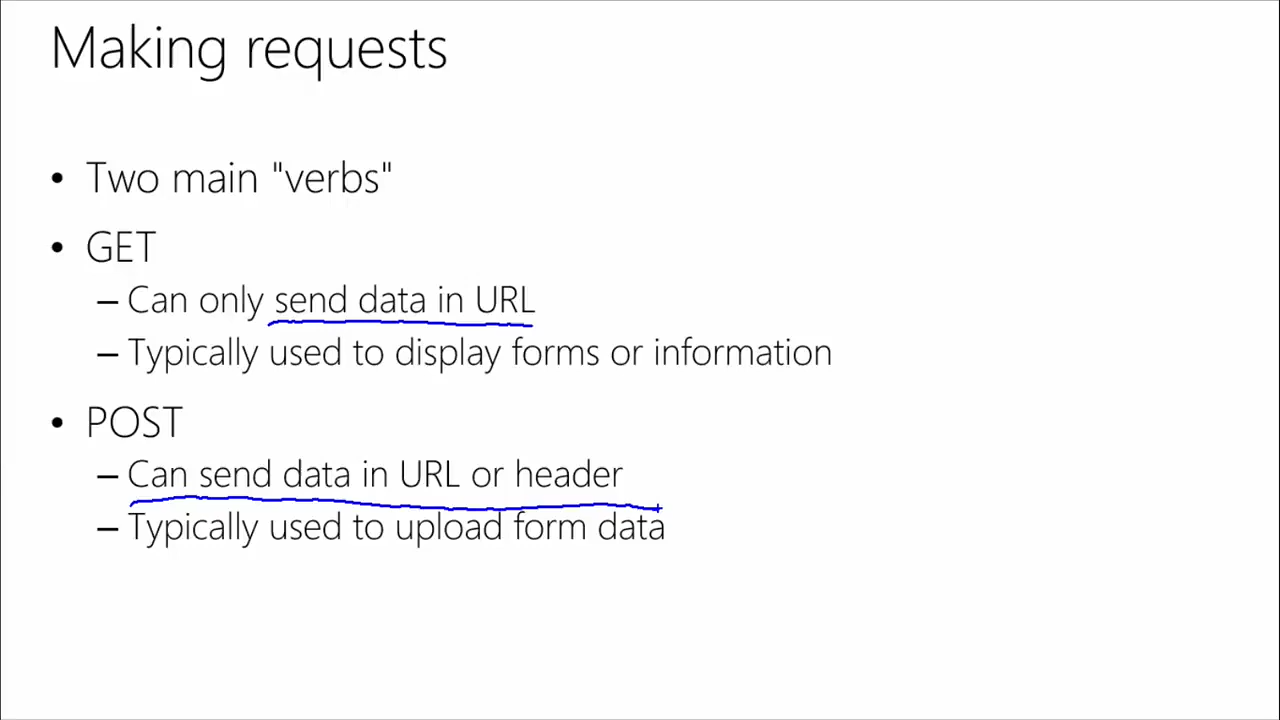 Making requests
• Two main "verbs"
• GET
– Can only send data in URL
– Typically used to display forms or information
• POST
– Can send data in URL or header
– Typically used to upload form data